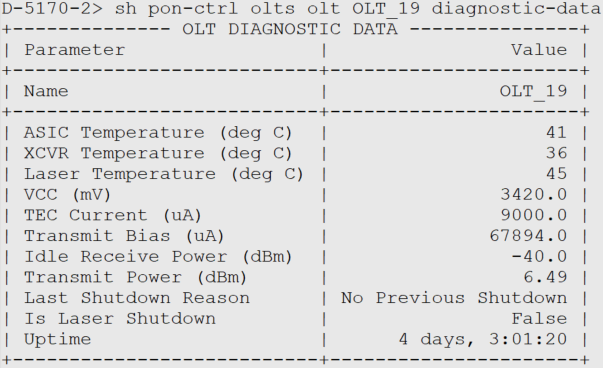 D-5170-2> sh pon-ctrl olts olt OLT_19 diagnostic-data
+-------------- OLT DIAGNOSTIC DATA ---------------+
| Parameter | Value |
+---------------------------+----------------------+
| Name | OLT_19 |
+---------------------------+----------------------+
| ASIC Temperature (deg C) | 41 |
| XCVR Temperature (deg C) | 36 |
| Laser Temperature (deg C) | 45 |
| VCC (mV) | 3420.0 |
| TEC Current (uA) | 9000.0 |
| Transmit Bias (uA) | 67894.0 |
| Idle Receive Power (dBm) | -40.0 |
| Transmit Power (dBm) | 6.49 |
| Last Shutdown Reason | No Previous Shutdown |
| Is Laser Shutdown | False |
| Uptime | 4 days, 3:01:20 |
+---------------------------+----------------------+